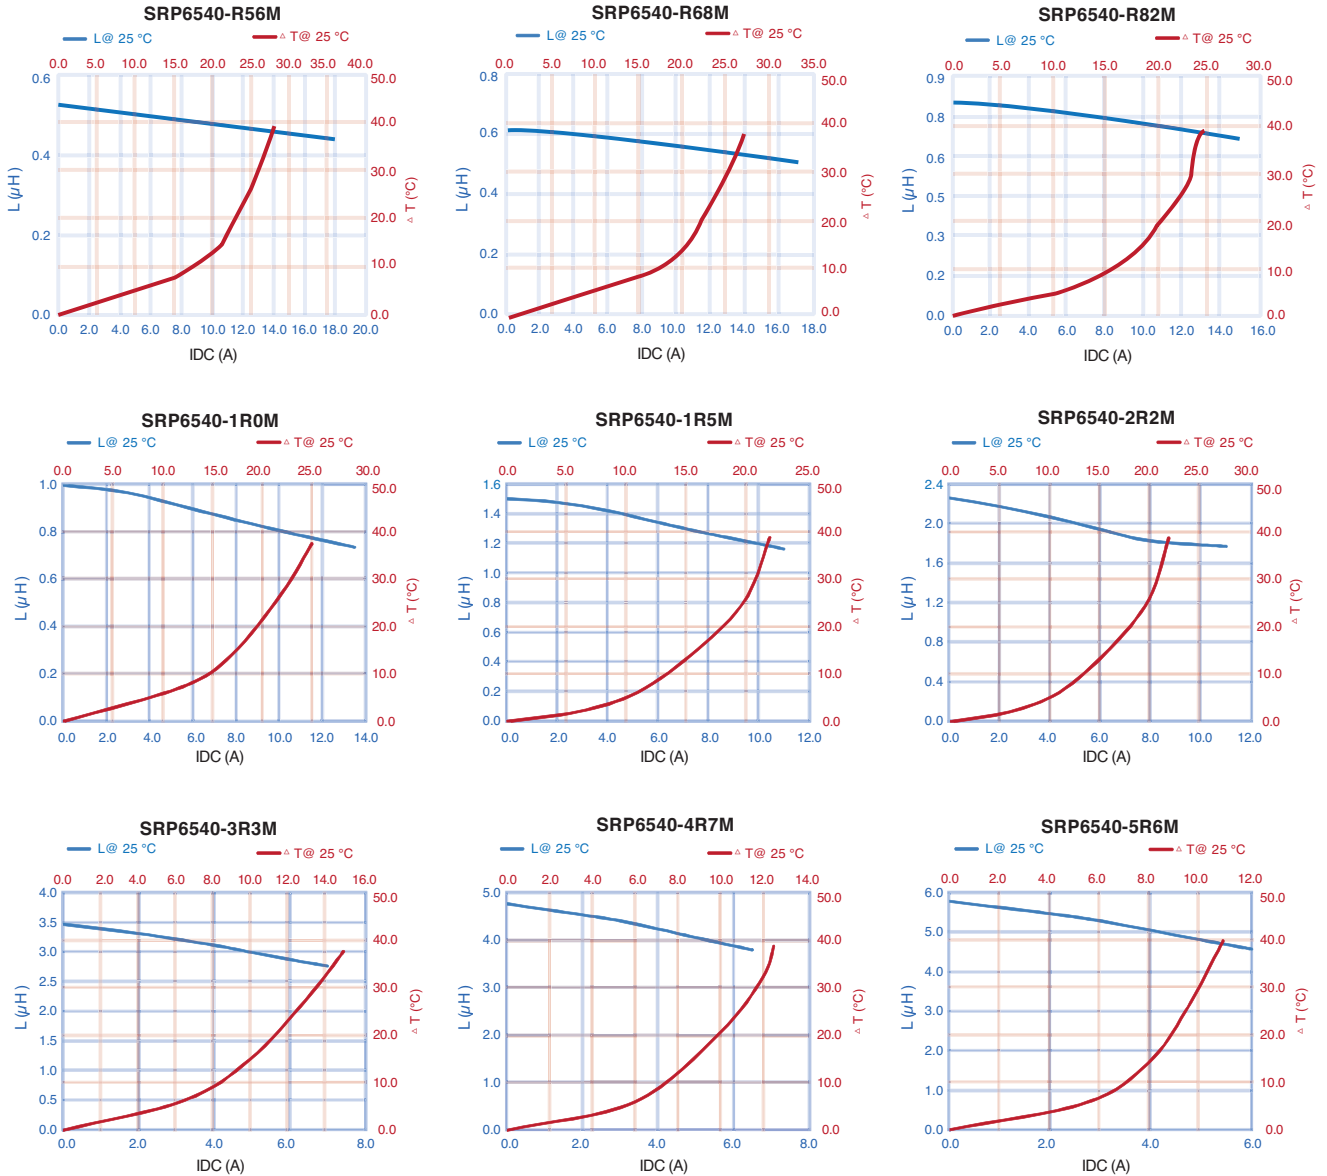 SRP6540-R56M
L@ 25 °C
△ T@ 25 °C
0.0 5.0 10.0 15.0 20.0 25.0 30.0 35.0 40.0
0.6 50.0
40.0
0.4
30.0
L (μH)
△ T (°C)
20.0
0.2
10.0
0.0 0.0
0.0 2.0 4.0 6.0 8.0 10.0 12.0 14.0 16.0 18.0 20.0
IDC (A)
SRP6540-R68M
L@ 25 °C
△ T@ 25 °C
0.0 5.0 10.0 15.0 20.0 25.0 30.0 35.0
0.8 50.0
40.0
0.6
30.0
L (μH)
△ T (°C)
0.4
20.0
0.2
10.0
0.0 0.0
2.0 4.0 6.0 8.0 10.0 12.0 14.0 16.0 18.0
IDC (A)
SRP6540-R82M
L@ 25 °C
△ T@ 25 °C
0.0 5.0 10.0 15.0 20.0 25.0 30.0
0.9 50.0
0.8 40.0
0.6
30.0
L (μH)
△ T (°C)
0.5
20.0
0.3
0.2 10.0
0.0 0.0
0.0 2.0 4.0 6.0 8.0 10.0 12.0 14.0 16.0
IDC (A)
SRP6540-1R0M
L@ 25 °C
△ T@ 25 °C
0.0 5.0 10.0 15.0 20.0 25.0 30.0
1.0 50.0
0.8 40.0
0.6 30.0
L (μH)
△ T (°C)
0.4 20.0
0.2 10.0
0.0 0.0
0.0 2.0 4.0 6.0 8.0 10.0 12.0 14.0
IDC (A)
SRP6540-1R5M
L@ 25 °C
△ T@ 25 °C
0.0 5.0 10.0 15.0 20.0 25.0
1.6 50.0
1.4
40.0
1.2
1.0 30.0
L (μH)
△ T (°C)
0.8
20.0
0.6
0.4 10.0
0.2
0.0 0.0
0.0 2.0 4.0 6.0 8.0 10.0 12.0
IDC (A)
SRP6540-2R2M
L@ 25 °C
△ T@ 25 °C
0.0 5.0 10.0 15.0 20.0 25.0 30.0
2.4 50.0
2.0 40.0
1.6
30.0
L (μH)
△ T (°C)
1.2
20.0
0.8
10.0
0.4
0.0 0.0
0.0 2.0 4.0 6.0 8.0 10.0 12.0
IDC (A)
SRP6540-3R3M
L@ 25 °C
△ T@ 25 °C
0.0 2.0 4.0 6.0 8.0 10.0 12.0 14.0 16.0
4.0 50.0
3.5
40.0
3.0
2.5 30.0
L (μH)
△ T (°C)
2.0
20.0
1.5
1.0 10.0
0.5
0.0 0.0
0.0 2.0 4.0 6.0 8.0
IDC (A)
SRP6540-4R7M
L@ 25 °C
△ T@ 25 °C
0.0 2.0 4.0 6.0 8.0 10.0 12.0 14.0
5.0 50.0
4.0 40.0
3.0 30.0
L (μH)
△ T (°C)
2.0 20.0
1.0 10.0
0.0 0.0
0.0 2.0 4.0 6.0 8.0
IDC (A)
SRP6540-5R6M
L@ 25 °C
△ T@ 25 °C
0.0 2.0 4.0 6.0 8.0 10.0 12.0
6.0 50.0
5.0 40.0
4.0
30.0
L (μH)
△ T (°C)
3.0
20.0
2.0
1.0 10.0
0.0 0.0
0.0 2.0 4.0 6.0
IDC (A)